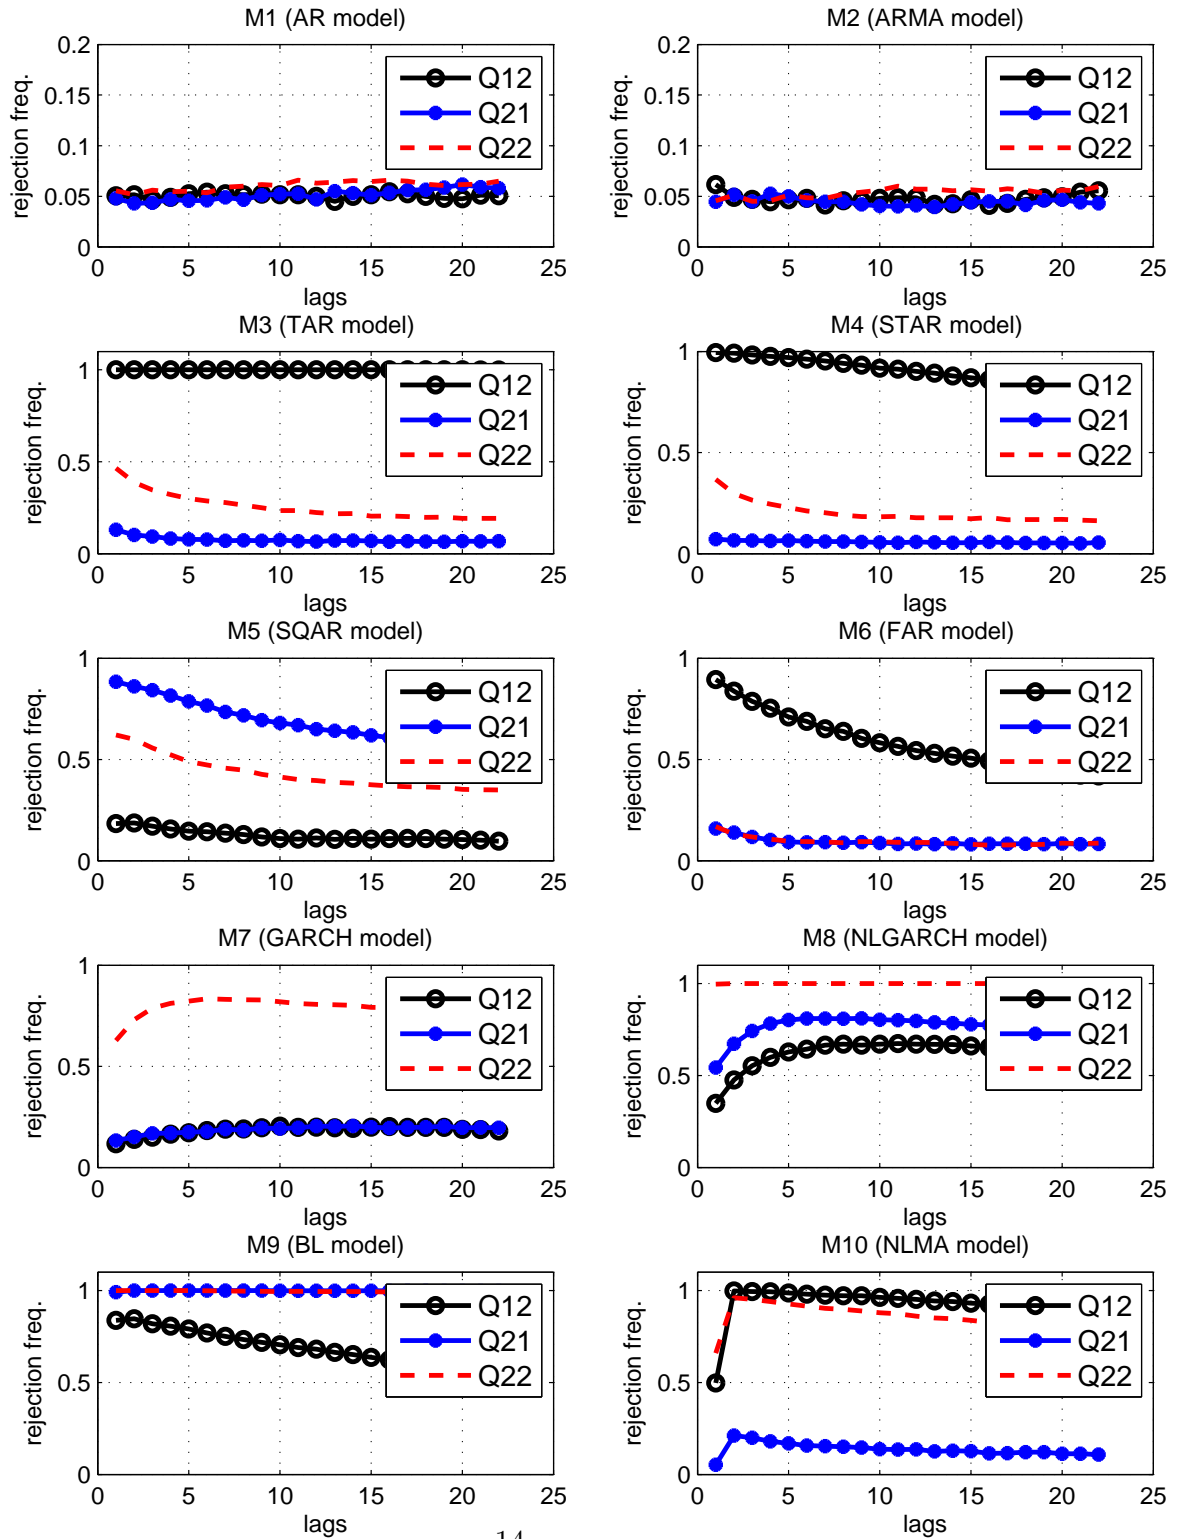 M1 (AR model)
rejection freq.
0.2
0.15
0.1
0.05
0
Q12
Q21
Q22
0 5 10 15 20 25
lags
M2 (ARMA model)
rejection freq.
0.2
0.15
0.1
0.05
0
Q12
Q21
Q22
0 5 10 15 20 25
lags
M3 (TAR model)
rejection freq.
1
0.5
0
Q12
Q21
Q22
0 5 10 15 20 25
lags
M4 (STAR model)
rejection freq.
1
0.5
0
Q12
Q21
Q22
0 5 10 15 20 25
lags
M5 (SQAR model)
rejection freq.
1
0.5
0
Q12
Q21
Q22
0 5 10 15 20 25
lags
M6 (FAR model)
rejection freq.
1
0.5
0
Q12
Q21
Q22
0 5 10 15 20 25
lags
M7 (GARCH model)
rejection freq.
1
0.5
0
Q12
Q21
Q22
0 5 10 15 20 25
lags
M8 (NLGARCH model)
rejection freq.
1
0.5
0
Q12
Q21
Q22
0 5 10 15 20 25
lags
M9 (BL model)
rejection freq.
1
0.5
0
Q12
Q21
Q22
0 5 10 15 20 25
lags
M10 (NLMA model)
rejection freq.
1
0.5
0
Q12
Q21
Q22
0 5 10 15 20 25
lags
14